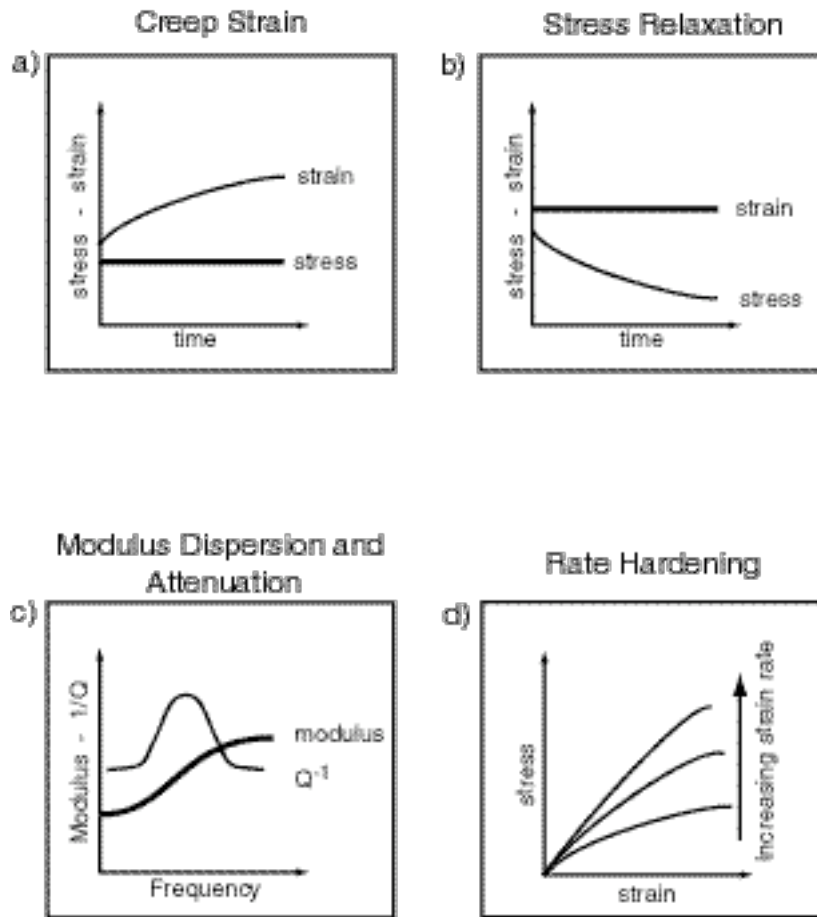 Creep Strain
a)
stress - strain
strain
stress
time
Stress Relaxation
b)
stress - strain
strain
stress
time
Modulus Dispersion and
Attenuation
c)
Modulus - 1/Q
modulus
Q⁻¹
Frequency
Rate Hardening
d)
stress
Increasing strain rate
strain